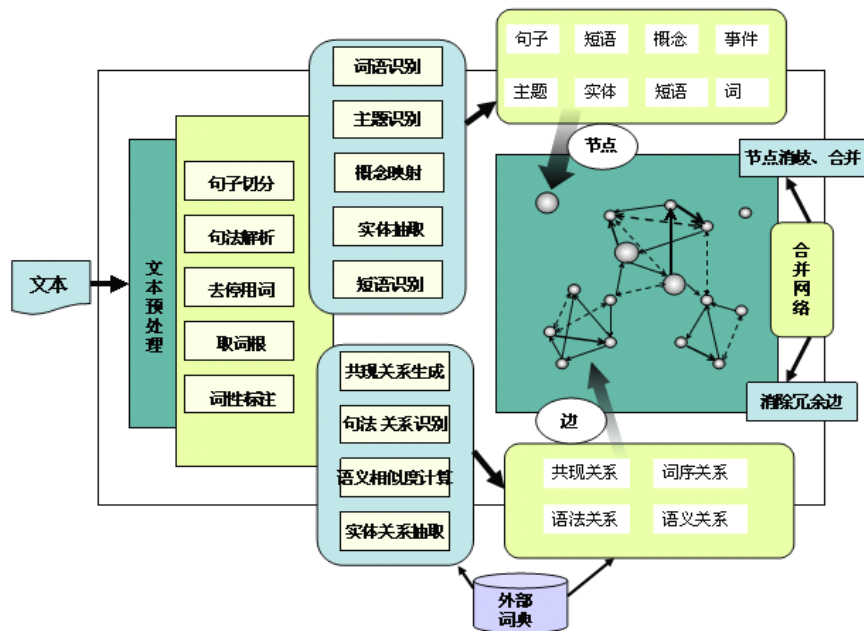 文本
文本预处理
句子切分
句法解析
去停用词
取词根
词性标注
词语识别
主题识别
概念映射
实体抽取
短语识别
共现关系生成
句法 关系识别
语义相似度计算
实体关系抽取
句子 短语 概念 事件
主题 实体 短语 词
节点
边
共现关系 词序关系
语法关系 语义关系
外部
词典
节点消歧、合并
合并网络
消除冗余边